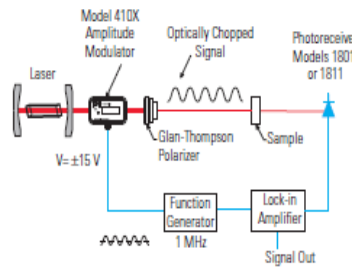 Model 410X
Amplitude
Modulator
Optically Chopped
Signal
Photoreceive
Models 1801
or 1811
Laser
Glan-Thompson
Polarizer
Sample
V= ±15 V
Function
Generator
1 MHz
Lock-in
Amplifier
Signal Out